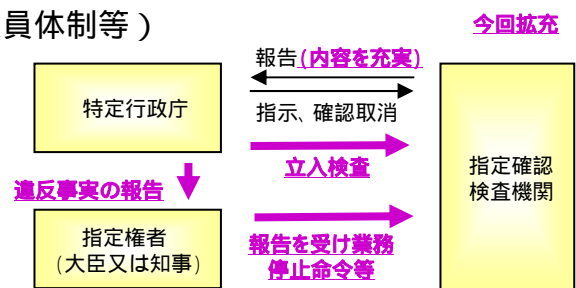 員体制等）
今回拡充
報告(内容を充実)
特定行政庁
指示、確認取消
立入検査
指定確認
検査機関
違反事実の報告
指定権者
(大臣又は知事)
報告を受け業務
停止命令等